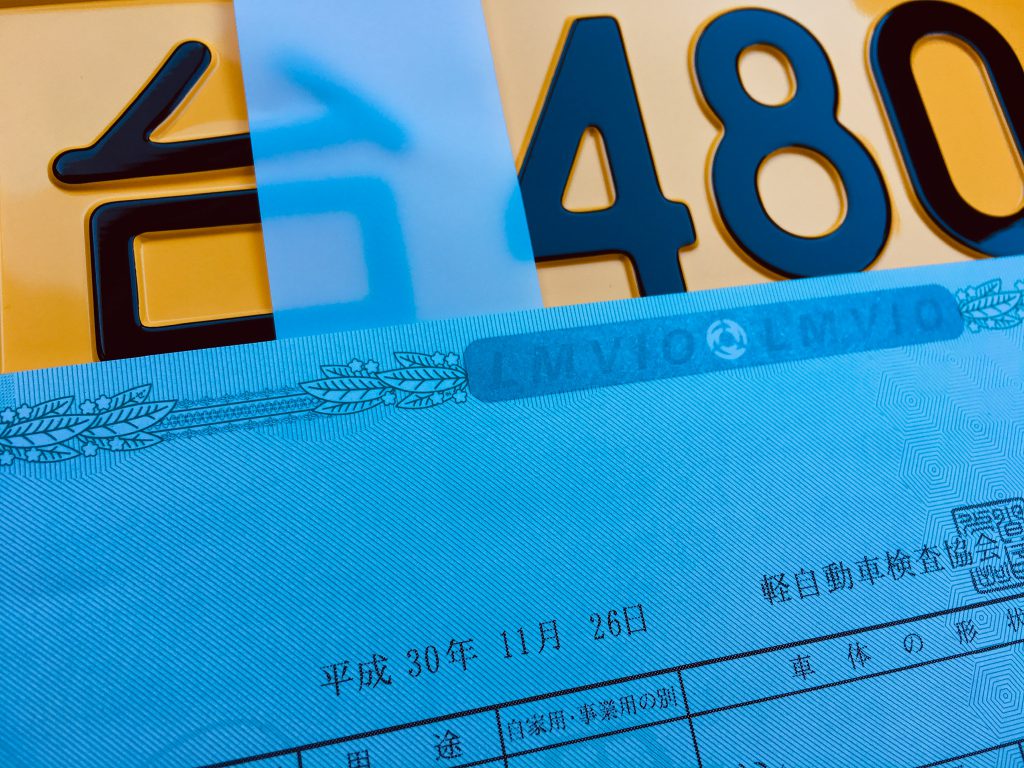 台 480
LMVIO LMVIO
軽自動車検査協会
平成 30年 11月 26日
用途 自家用・事業用の別 車体の形状